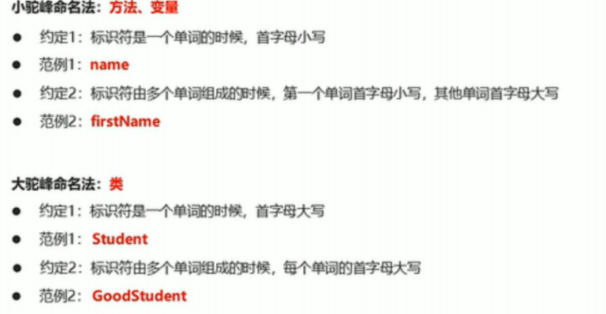 小驼峰命名法：方法、变量
● 约定1：标识符是一个单词的时候，首字母小写
● 范例1：name
● 约定2：标识符由多个单词组成的时候，第一个单词首字母小写，其他单词首字母大写
● 范例2：firstName
大驼峰命名法：类
● 约定1：标识符是一个单词的时候，首字母大写
● 范例1：Student
● 约定2：标识符由多个单词组成的时候，每个单词的首字母大写
● 范例2：GoodStudent